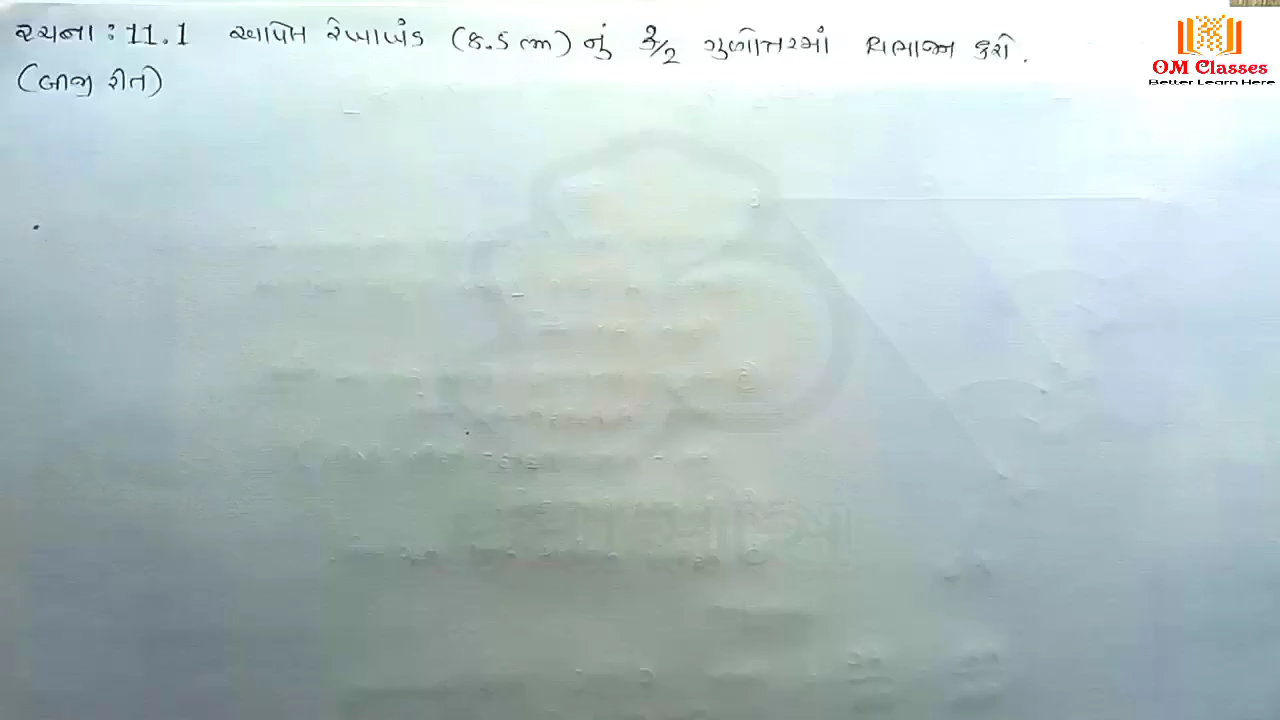 રચના : 11.1 આપેલ રેખાખંડ (8.5 cm) નું 3/2 ગુણોત્તરમાં વિભાજન કરો.
(બીજી રીત)
OM Classes
Better Learn Here